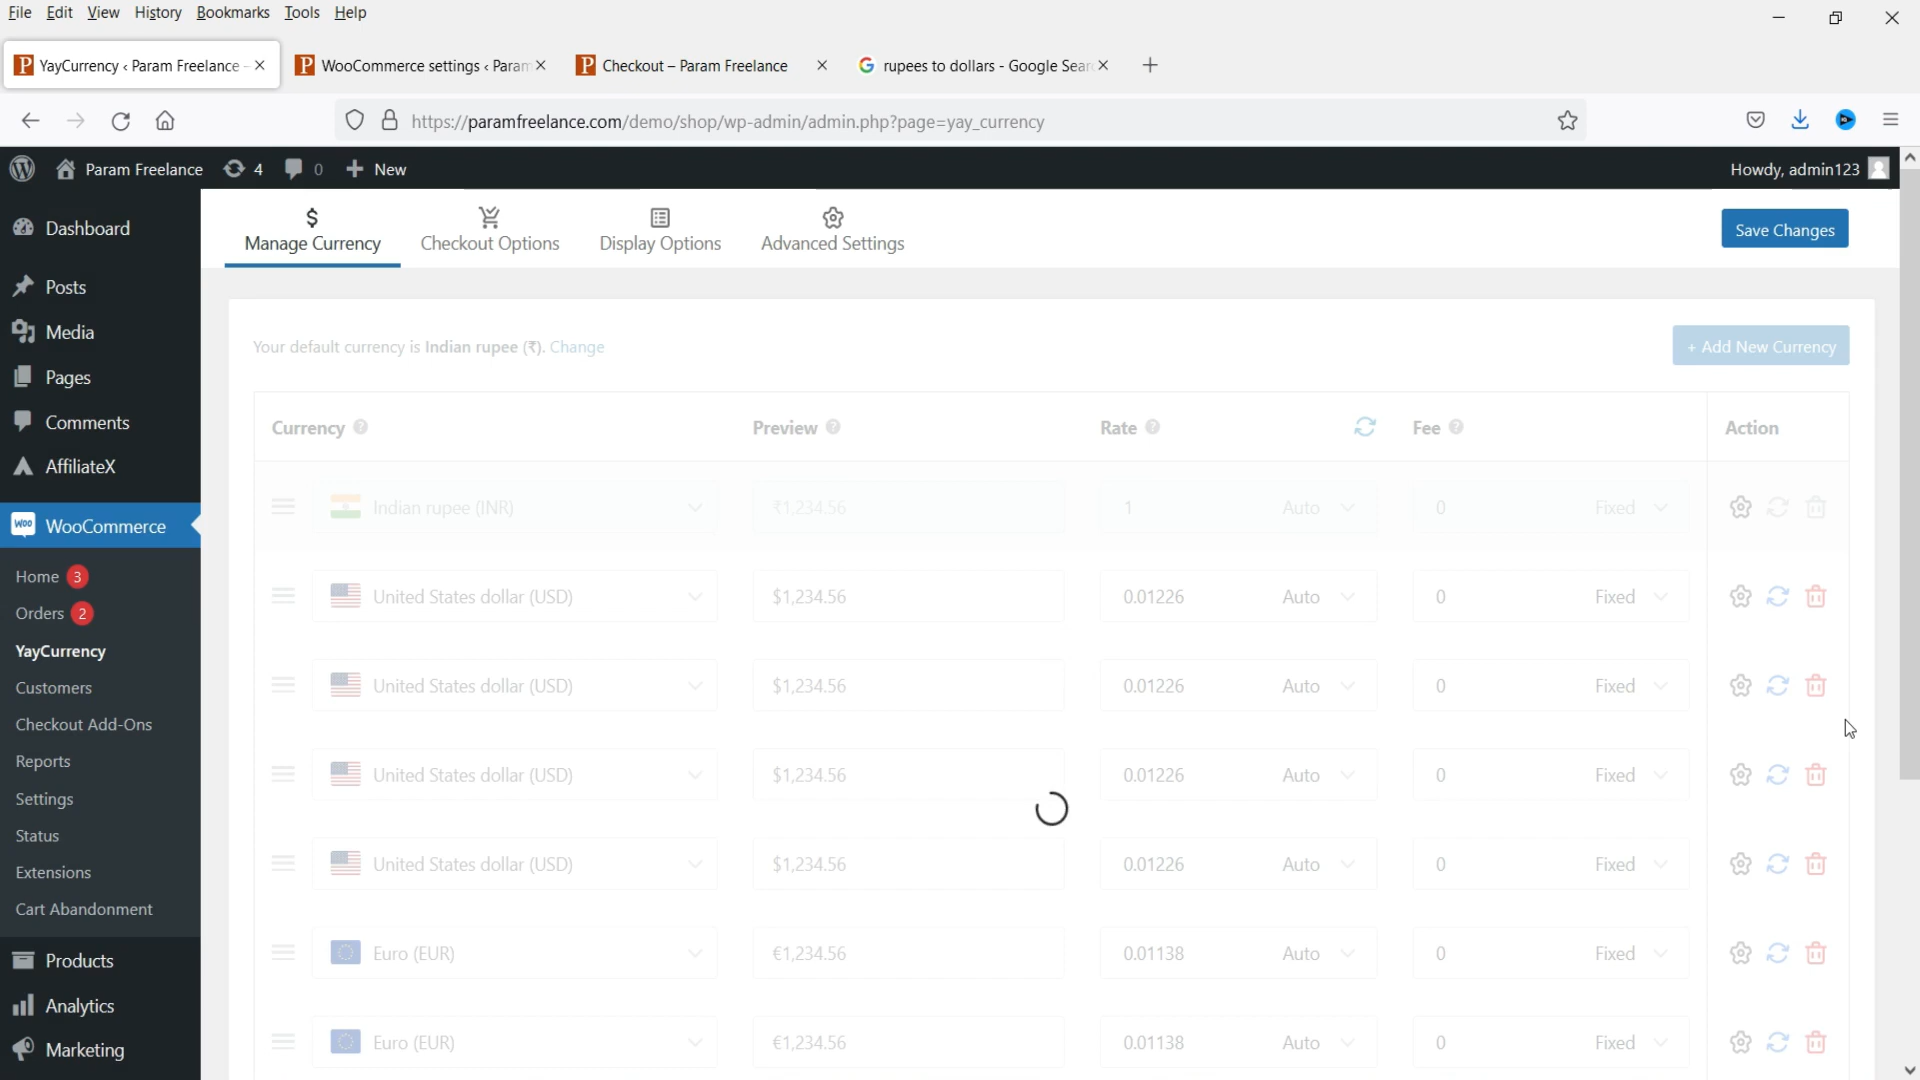 File Edit View History Bookmarks Tools Help
YayCurrency ‹ Param Freelance –
WooCommerce settings ‹ Param
Checkout – Param Freelance
rupees to dollars - Google Sear
https://paramfreelance.com/demo/shop/wp-admin/admin.php?page=yay_currency
Param Freelance 4 0 + New
Howdy, admin123
Dashboard
Posts
Media
Pages
Comments
AffiliateX
WooCommerce
Home 3
Orders 2
YayCurrency
Customers
Checkout Add-Ons
Reports
Settings
Status
Extensions
Cart Abandonment
Products
Analytics
Marketing
Manage Currency
Checkout Options
Display Options
Advanced Settings
Save Changes
Your default currency is Indian rupee (₹). Change
+ Add New Currency
Currency Preview Rate Fee Action
Indian rupee (INR) ₹1,234.56 1 Auto 0 Fixed
United States dollar (USD) $1,234.56 0.01226 Auto 0 Fixed
United States dollar (USD) $1,234.56 0.01226 Auto 0 Fixed
United States dollar (USD) $1,234.56 0.01226 Auto 0 Fixed
United States dollar (USD) $1,234.56 0.01226 Auto 0 Fixed
Euro (EUR) €1,234.56 0.01138 Auto 0 Fixed
Euro (EUR) €1,234.56 0.01138 Auto 0 Fixed